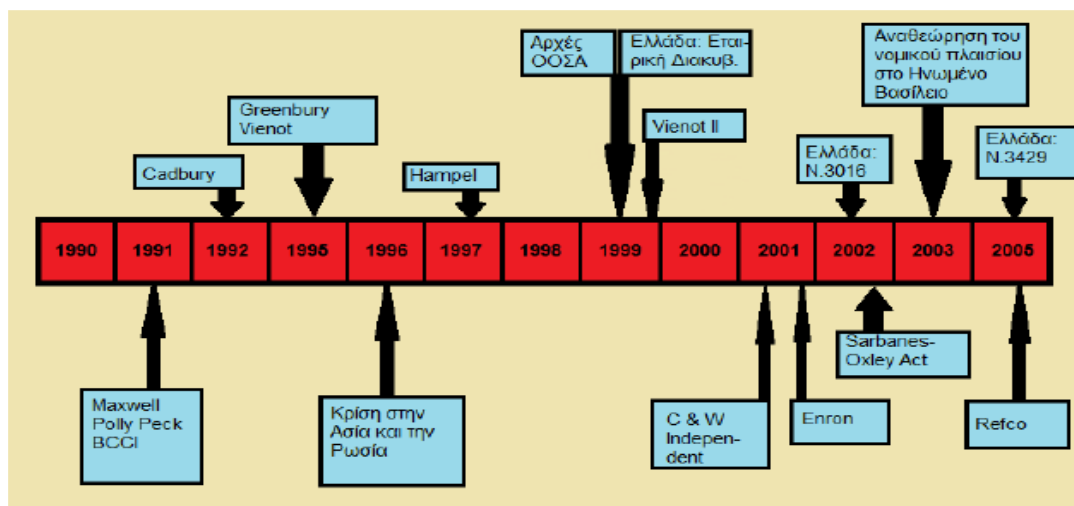 Αρχές
ΟΟΣΑ
Ελλάδα: Εται-
ρική Διακυβ.
Αναθεώρηση του
νομικού πλαισίου
στο Ηνωμένο
Βασίλειο
Greenbury
Vienot
Vienot II
Cadbury
Hampel
Ελλάδα:
Ν.3016
Ελλάδα:
Ν.3429
1990 1991 1992 1995 1996 1997 1998 1999 2000 2001 2002 2003 2005
Maxwell
Polly Peck
BCCI
Κρίση στην
Ασία και την
Ρωσία
C & W
Indepen-
dent
Enron
Sarbanes-
Oxley Act
Refco